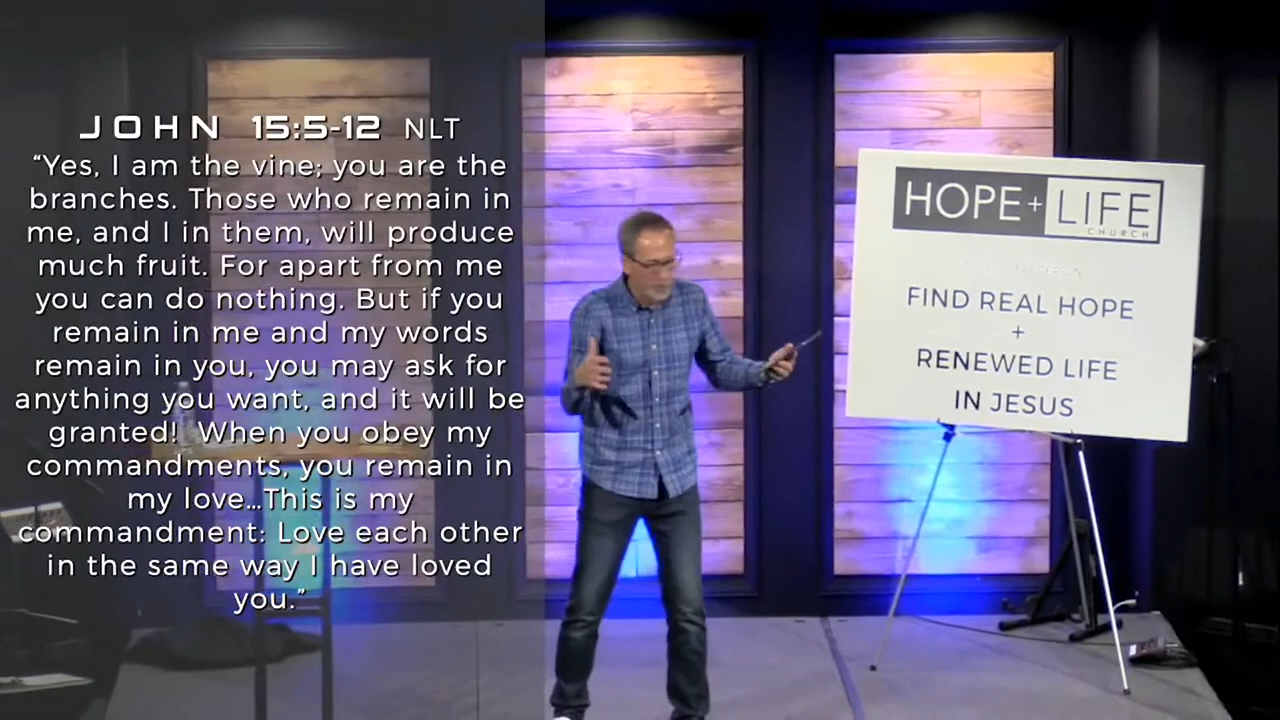 JOHN 15:5-12 NLT
“Yes, I am the vine; you are the
branches. Those who remain in
me, and I in them, will produce
much fruit. For apart from me
you can do nothing. But if you
remain in me and my words
remain in you, you may ask for
anything you want, and it will be
granted! When you obey my
commandments, you remain in
my love...This is my
commandment: Love each other
in the same way I have loved
you.”
HOPE+LIFE
CHURCH
FIND REAL HOPE
+
RENEWED LIFE
IN JESUS